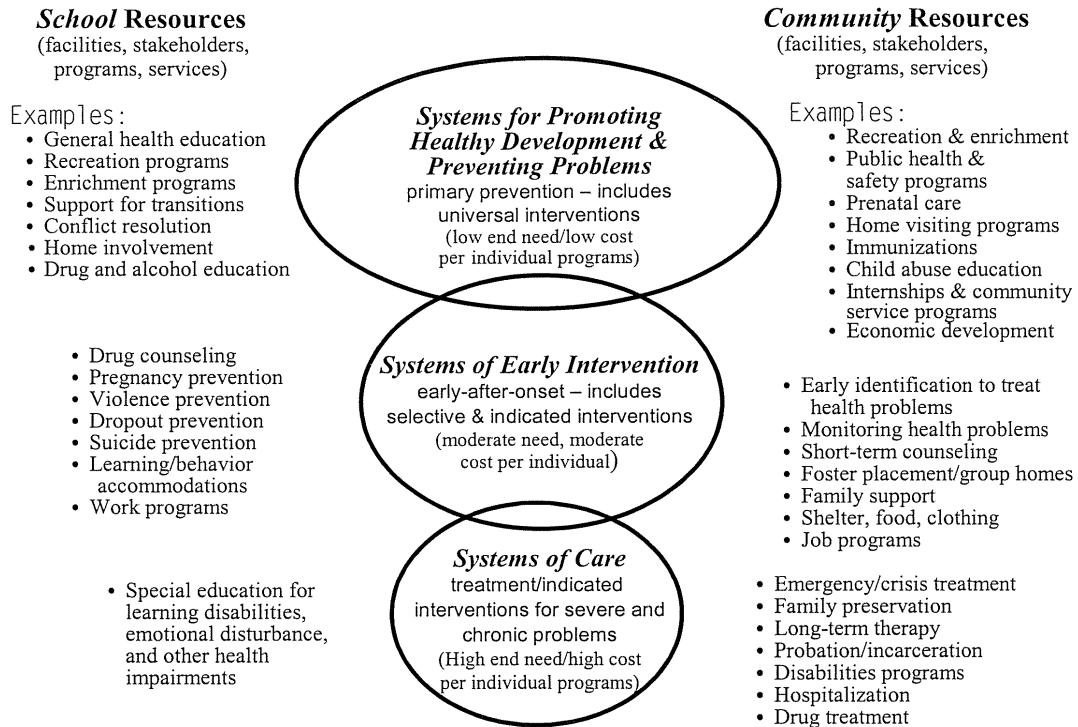 School Resources
(facilities, stakeholders,
programs, services)
Examples:
• General health education
• Recreation programs
• Enrichment programs
• Support for transitions
• Conflict resolution
• Home involvement
• Drug and alcohol education
• Drug counseling
• Pregnancy prevention
• Violence prevention
• Dropout prevention
• Suicide prevention
• Learning/behavior
accommodations
• Work programs
• Special education for
learning disabilities,
emotional disturbance,
and other health
impairments
Systems for Promoting
Healthy Development &
Preventing Problems
primary prevention – includes
universal interventions
(low end need/low cost
per individual programs)
Systems of Early Intervention
early-after-onset – includes
selective & indicated interventions
(moderate need, moderate
cost per individual)
Systems of Care
treatment/indicated
interventions for severe and
chronic problems
(High end need/high cost
per individual programs)
Community Resources
(facilities, stakeholders,
programs, services)
Examples:
• Recreation & enrichment
• Public health &
safety programs
• Prenatal care
• Home visiting programs
• Immunizations
• Child abuse education
• Internships & community
service programs
• Economic development
• Early identification to treat
health problems
• Monitoring health problems
• Short-term counseling
• Foster placement/group homes
• Family support
• Shelter, food, clothing
• Job programs
• Emergency/crisis treatment
• Family preservation
• Long-term therapy
• Probation/incarceration
• Disabilities programs
• Hospitalization
• Drug treatment